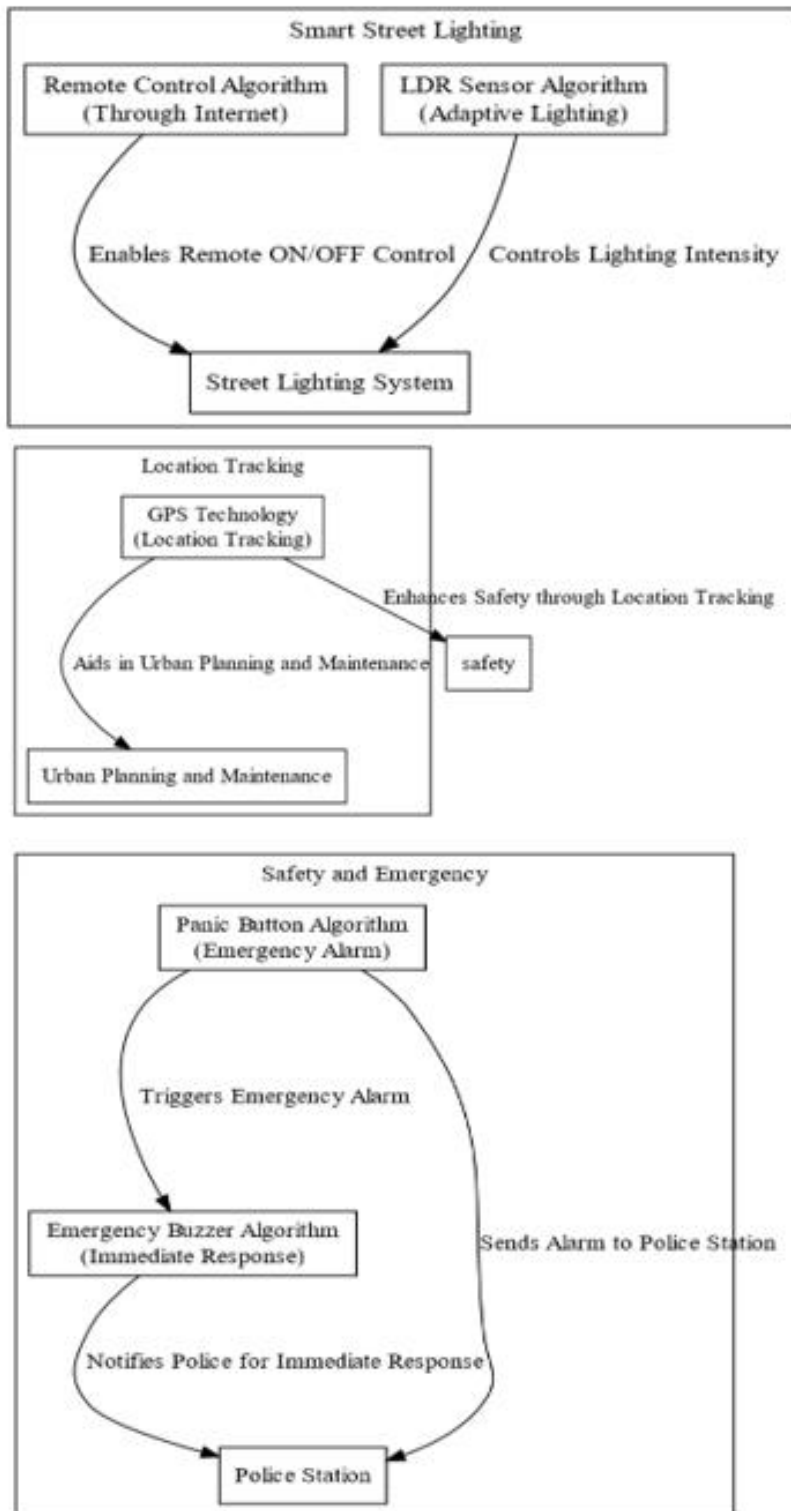 Smart Street Lighting
Remote Control Algorithm
(Through Internet)
LDR Sensor Algorithm
(Adaptive Lighting)
Enables Remote ON/OFF Control
Controls Lighting Intensity
Street Lighting System
Location Tracking
GPS Technology
(Location Tracking)
Enhances Safety through Location Tracking
Aids in Urban Planning and Maintenance
safety
Urban Planning and Maintenance
Safety and Emergency
Panic Button Algorithm
(Emergency Alarm)
Triggers Emergency Alarm
Emergency Buzzer Algorithm
(Immediate Response)
Sends Alarm to Police Station
Notifies Police for Immediate Response
Police Station